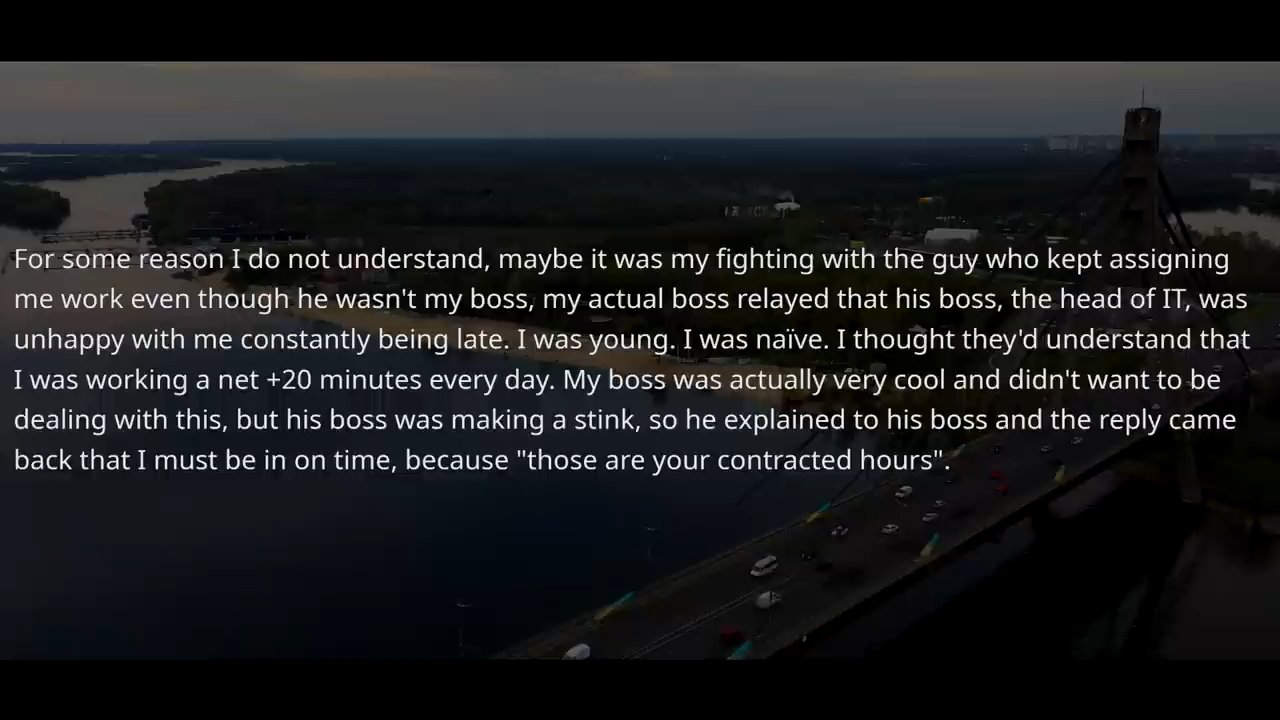 For some reason I do not understand, maybe it was my fighting with the guy who kept assigning
me work even though he wasn't my boss, my actual boss relayed that his boss, the head of IT, was
unhappy with me constantly being late. I was young. I was naïve. I thought they'd understand that
I was working a net +20 minutes every day. My boss was actually very cool and didn't want to be
dealing with this, but his boss was making a stink, so he explained to his boss and the reply came
back that I must be in on time, because "those are your contracted hours".